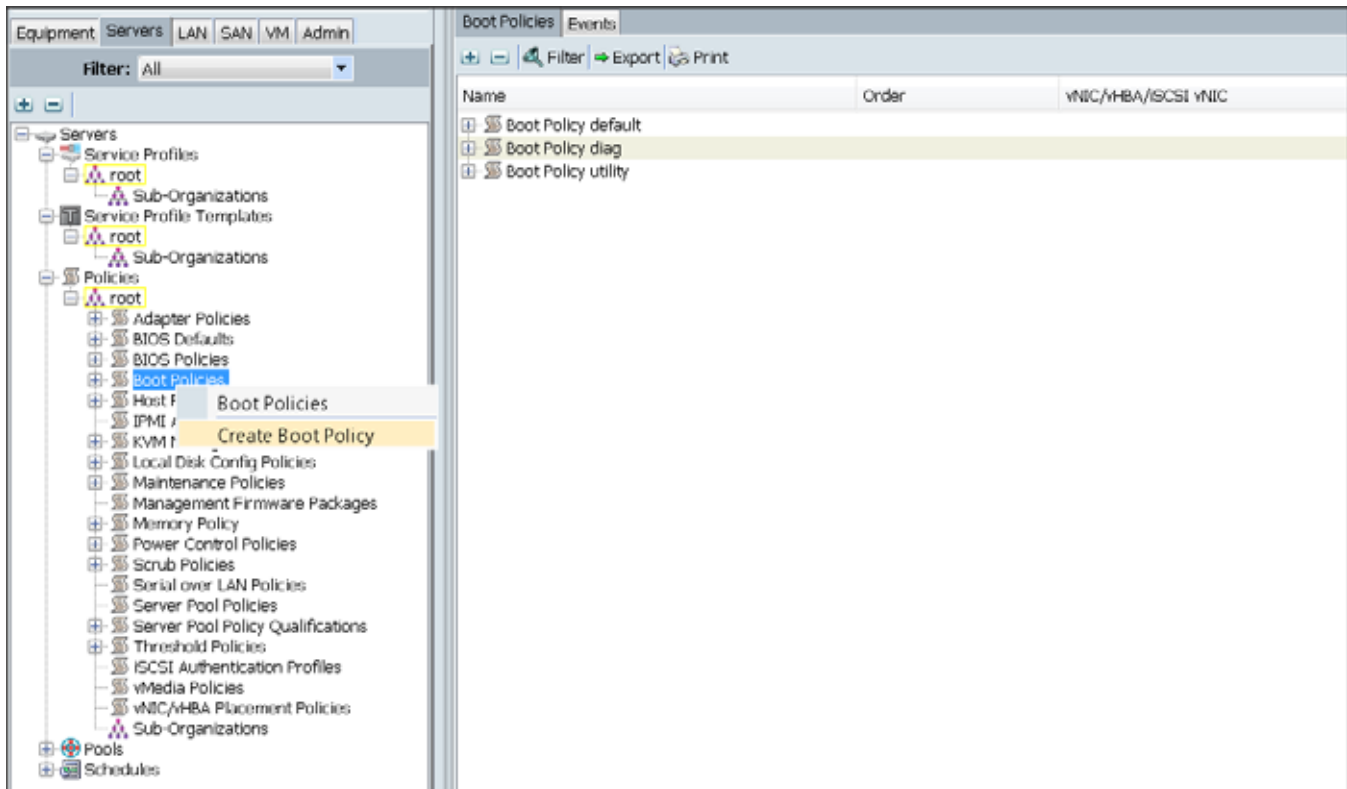 Equipment Servers LAN SAN VM Admin
Filter: All
Servers
Service Profiles
root
Sub-Organizations
Service Profile Templates
root
Sub-Organizations
Policies
root
Adapter Policies
BIOS Defaults
BIOS Policies
Boot Policies
Host F
IPMI A
KVM M
Local Disk Config Policies
Maintenance Policies
Management Firmware Packages
Memory Policy
Power Control Policies
Scrub Policies
Serial over LAN Policies
Server Pool Policies
Server Pool Policy Qualifications
Threshold Policies
iSCSI Authentication Profiles
vMedia Policies
vNIC/vHBA Placement Policies
Sub-Organizations
Pools
Schedules
Boot Policies
Create Boot Policy
Boot Policies Events
Filter Export Print
Name Order vNIC/vHBA/iSCSI vNIC
Boot Policy default
Boot Policy diag
Boot Policy utility